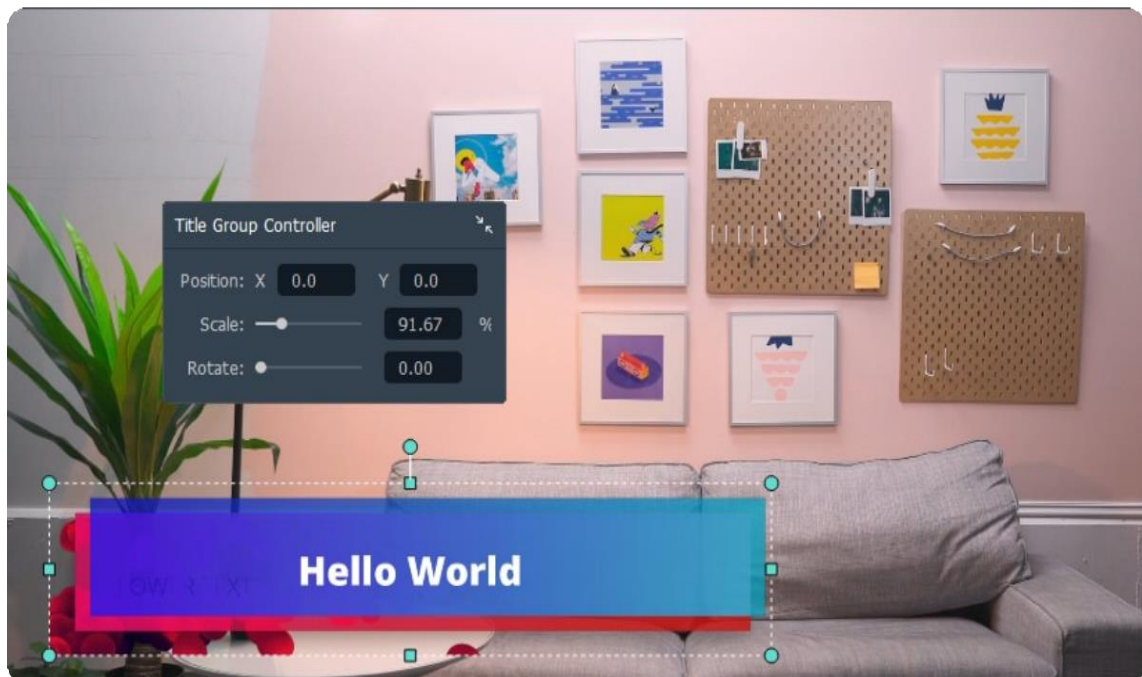 Title Group Controller
Position: X 0.0 Y 0.0
Scale: 91.67 %
Rotate: 0.00
Hello World